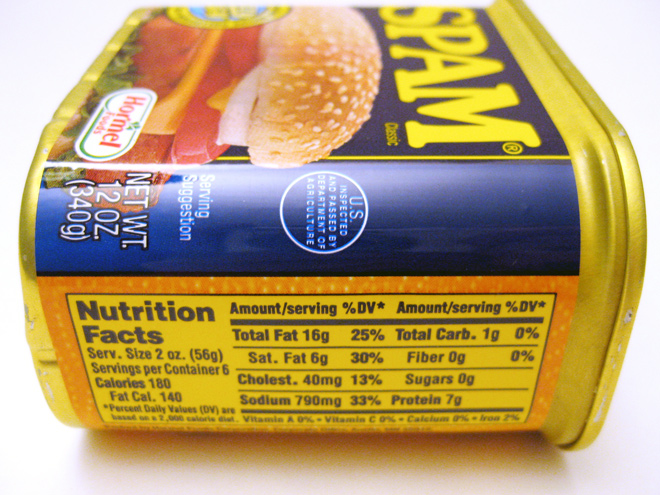 SPAM®
Classic
Hormel
Foods
Serving
Suggestion
NET WT.
12 OZ.
(340g)
U.S.
INSPECTED
AND PASSED BY
DEPARTMENT OF
AGRICULTURE
Nutrition
Facts
Serv. Size 2 oz. (56g)
Servings per Container 6
Calories 180
Fat Cal. 140
*Percent Daily Values (DV) are
based on a 2,000 calorie diet.
Amount/serving %DV* Amount/serving %DV*
Total Fat 16g 25% Total Carb. 1g 0%
Sat. Fat 6g 30% Fiber 0g 0%
Cholest. 40mg 13% Sugars 0g
Sodium 790mg 33% Protein 7g
Vitamin A 0% • Vitamin C 0% • Calcium 0% • Iron 2%